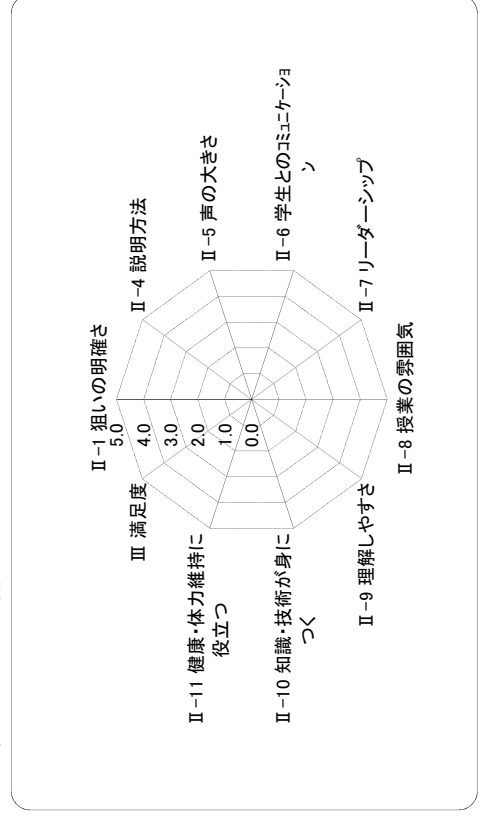 Ⅱ-1 狙いの明確さ
5.0
4.0
3.0
2.0
1.0
0.0
Ⅱ-4 説明方法
Ⅱ-5 声の大きさ
Ⅱ-6 学生とのｺﾐｭﾆｹｰｼｮ
ン
Ⅱ-7 リーダーシップ
Ⅱ-8 授業の雰囲気
Ⅱ-9 理解しやすさ
Ⅱ-10 知識・技術が身に
つく
Ⅱ-11 健康・体力維持に
役立つ
Ⅲ 満足度